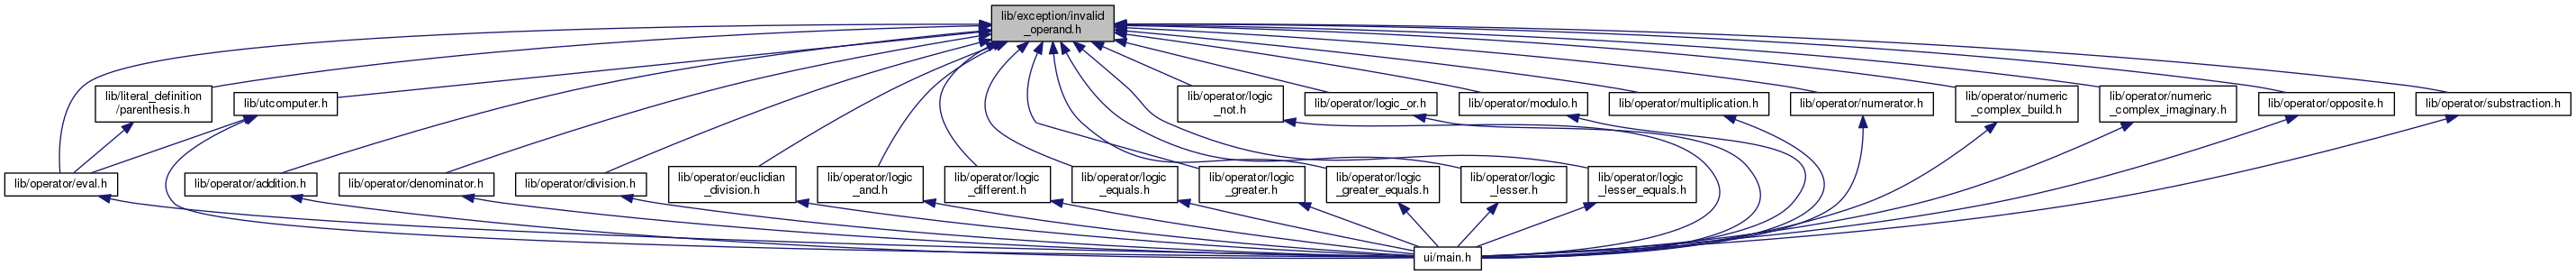 lib/exception/invalid
_operand.h
lib/literal_definition
/parenthesis.h
lib/utcomputer.h
lib/operator/logic
_not.h
lib/operator/logic_or.h
lib/operator/modulo.h
lib/operator/multiplication.h
lib/operator/numerator.h
lib/operator/numeric
_complex_build.h
lib/operator/numeric
_complex_imaginary.h
lib/operator/opposite.h
lib/operator/substraction.h
lib/operator/eval.h
lib/operator/addition.h
lib/operator/denominator.h
lib/operator/division.h
lib/operator/euclidian
_division.h
lib/operator/logic
_and.h
lib/operator/logic
_different.h
lib/operator/logic
_equals.h
lib/operator/logic
_greater.h
lib/operator/logic
_greater_equals.h
lib/operator/logic
_lesser.h
lib/operator/logic
_lesser_equals.h
ui/main.h